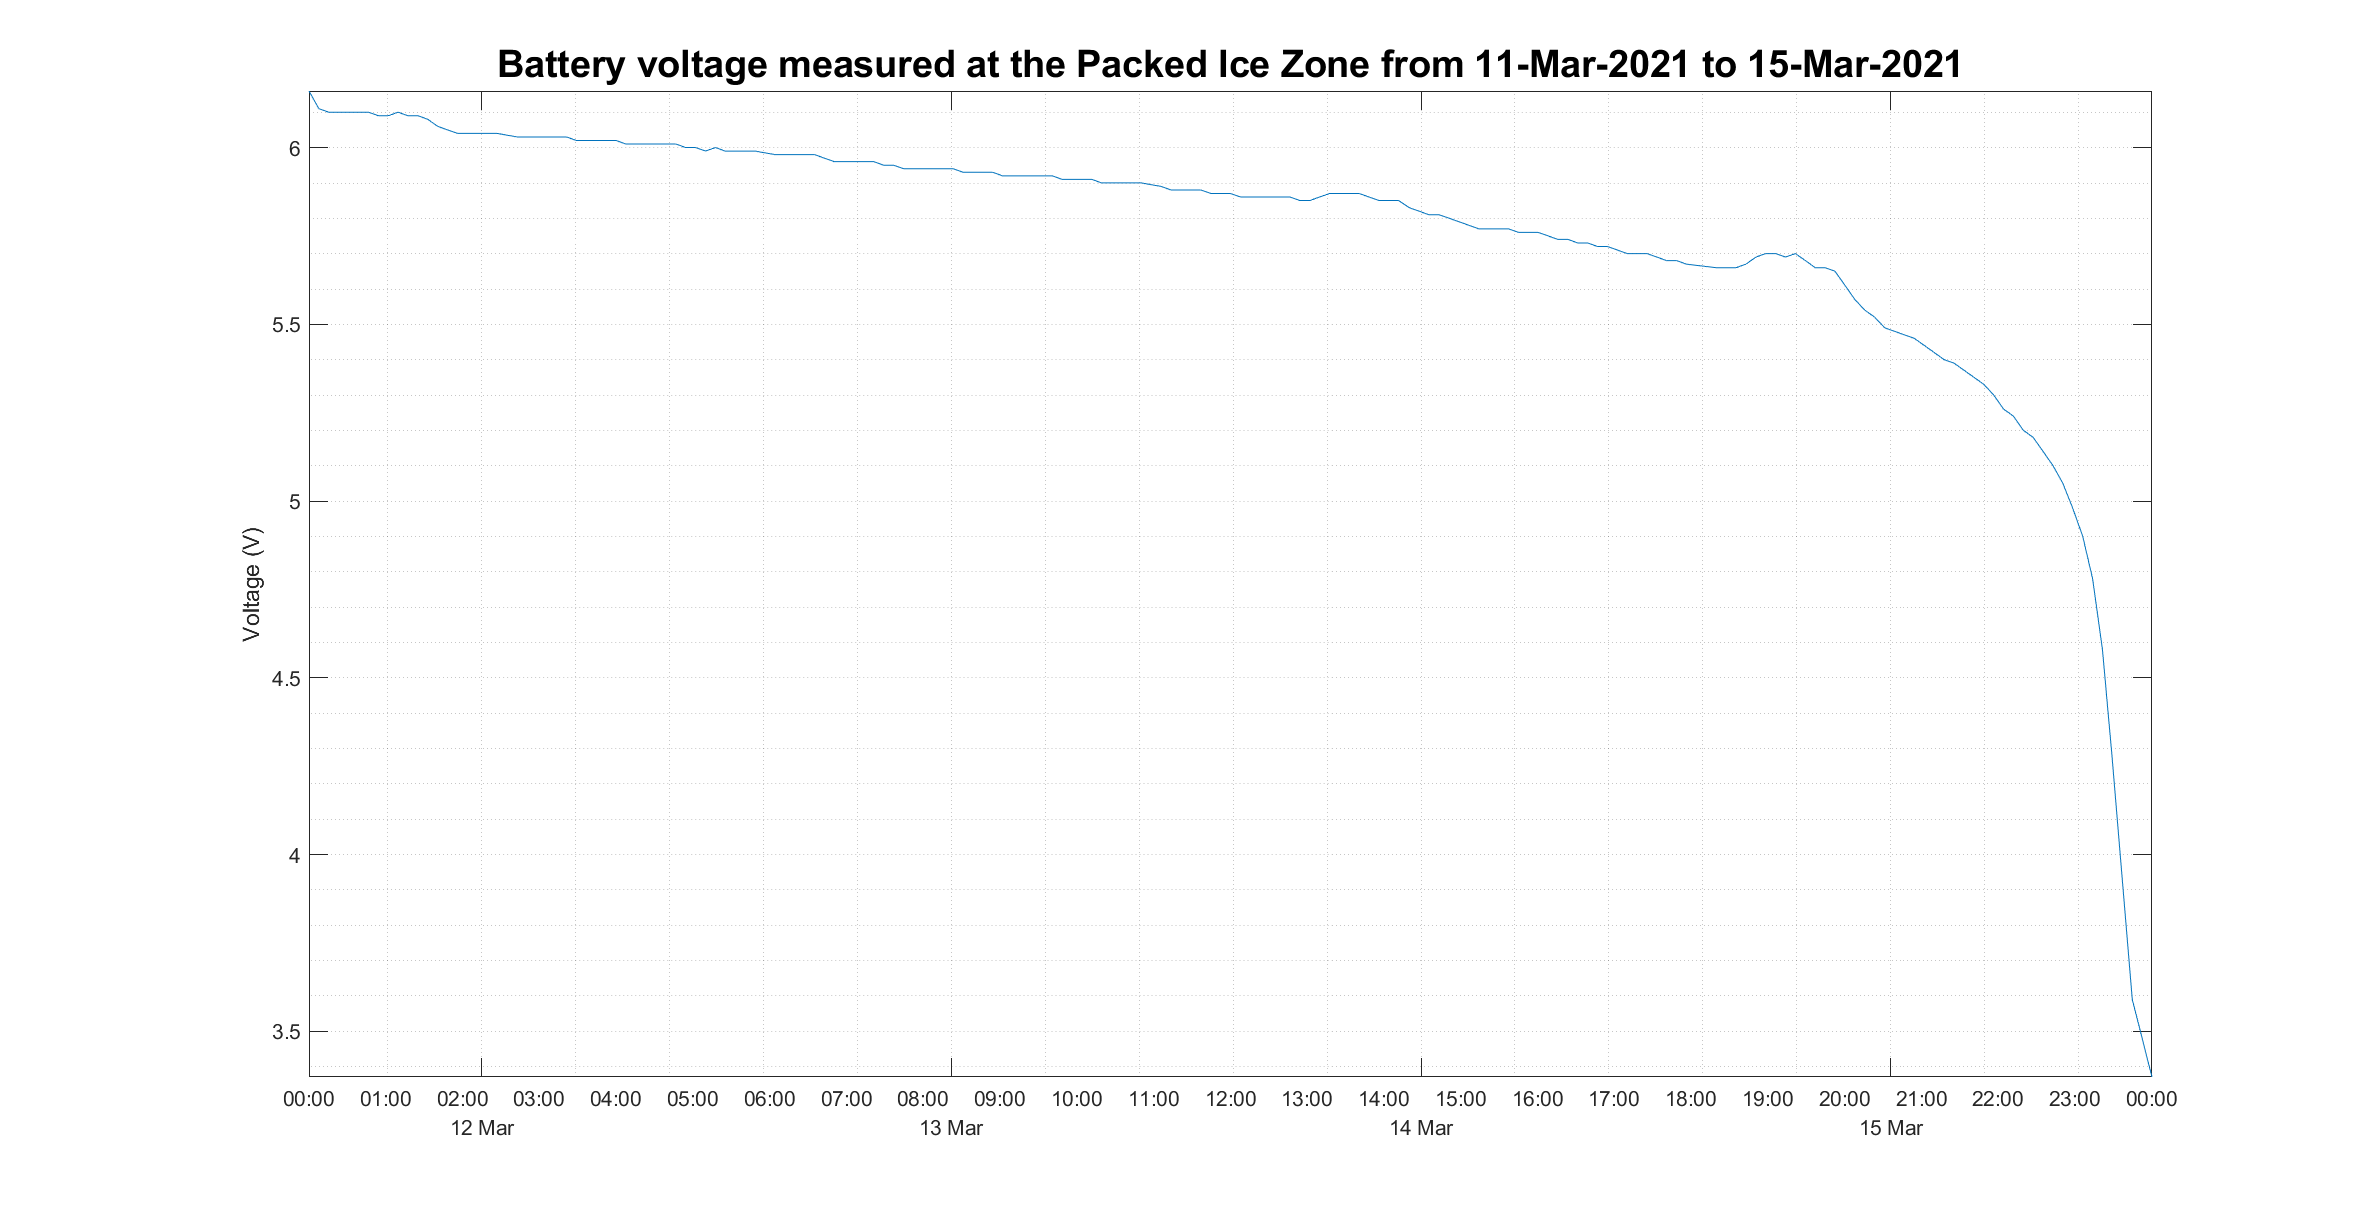 Battery voltage measured at the Packed Ice Zone from 11-Mar-2021 to 15-Mar-2021
Voltage (V)
6
5.5
5
4.5
4
3.5
00:00 01:00 02:00 03:00 04:00 05:00 06:00 07:00 08:00 09:00 10:00 11:00 12:00 13:00 14:00 15:00 16:00 17:00 18:00 19:00 20:00 21:00 22:00 23:00 00:00
12 Mar 13 Mar 14 Mar 15 Mar